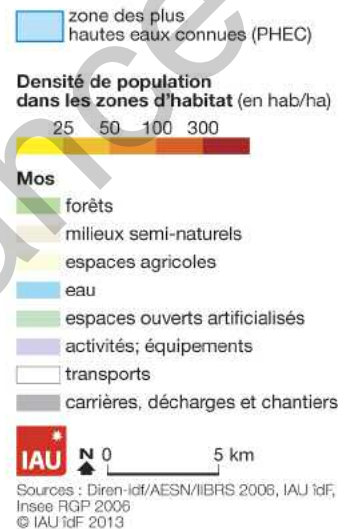 zone des plus
hautes eaux connues (PHEC)
Densité de population
dans les zones d'habitat (en hab/ha)
25 50 100 300
Mos
forêts
milieux semi-naturels
espaces agricoles
eau
espaces ouverts artificialisés
activités; équipements
transports
carrières, décharges et chantiers
IAU N 0 5 km
Sources : Diren-idf/AESN/IIBRS 2006, IAU îdF,
Insee RGP 2006
© IAU îdF 2013